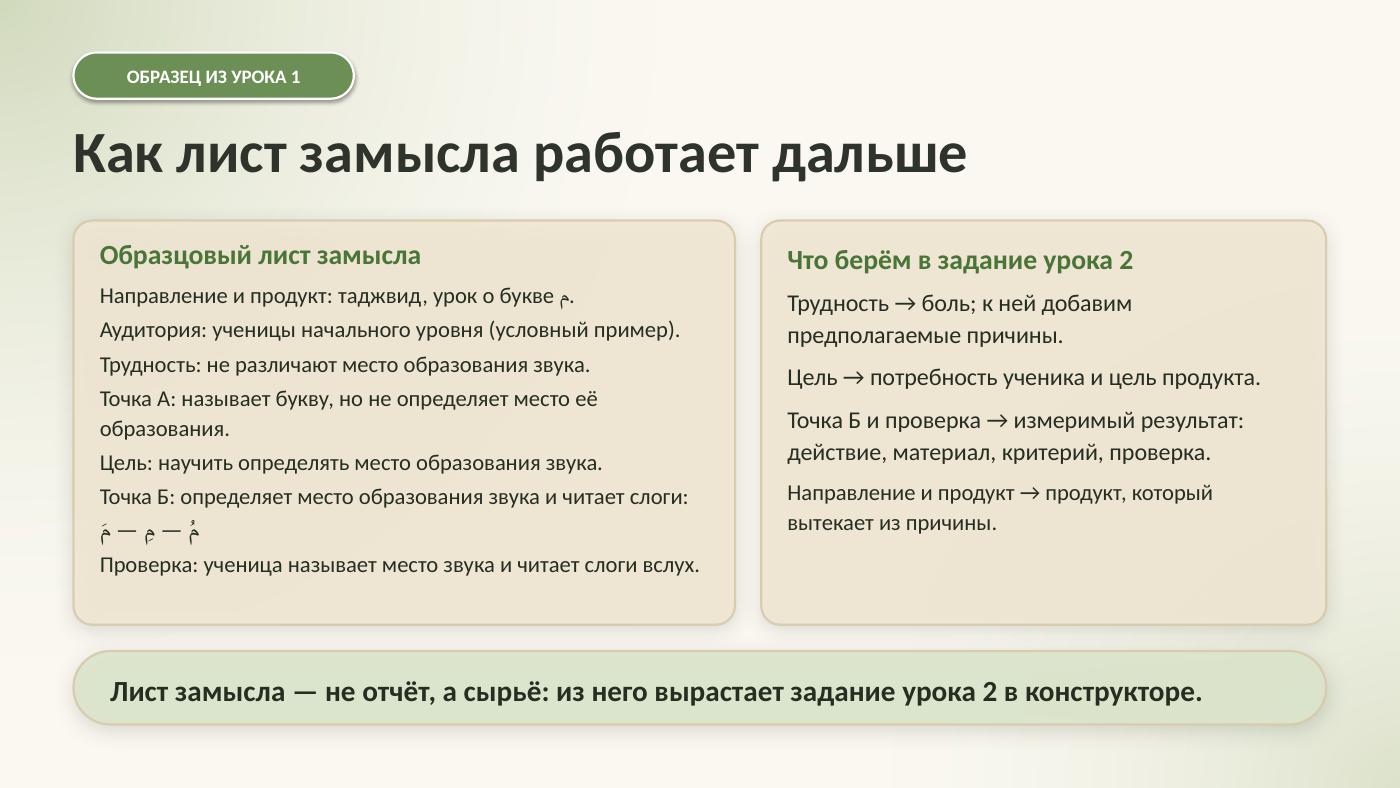 ОБРАЗЕЦ ИЗ УРОКА 1
Как лист замысла работает дальше
Образцовый лист замысла
Направление и продукт: таджвид, урок о букве م.
Аудитория: ученицы начального уровня (условный пример).
Трудность: не различают место образования звука.
Точка А: называет букву, но не определяет место её
образования.
Цель: научить определять место образования звука.
Точка Б: определяет место образования звука и читает слоги:
مُ — مِ — مَ
Проверка: ученица называет место звука и читает слоги вслух.
Что берём в задание урока 2
Трудность → боль; к ней добавим
предполагаемые причины.
Цель → потребность ученика и цель продукта.
Точка Б и проверка → измеримый результат:
действие, материал, критерий, проверка.
Направление и продукт → продукт, который
вытекает из причины.
Лист замысла — не отчёт, а сырьё: из него вырастает задание урока 2 в конструкторе.